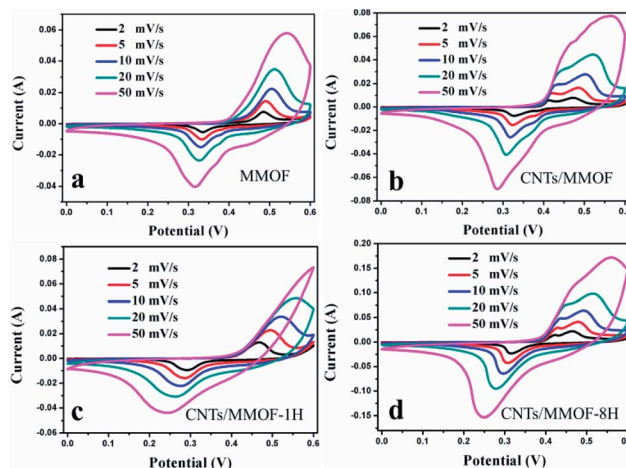 0.06
0.04
0.02
0.00
-0.02
-0.04
Current (A)
2 mV/s
5 mV/s
10 mV/s
20 mV/s
50 mV/s
a
MMOF
0.0 0.1 0.2 0.3 0.4 0.5 0.6
Potential (V)
0.08
0.06
0.04
0.02
0.00
-0.02
-0.04
-0.06
-0.08
Current (A)
2 mV/s
5 mV/s
10 mV/s
20 mV/s
50 mV/s
b
CNTs/MMOF
0.0 0.1 0.2 0.3 0.4 0.5 0.6
Potential (V)
0.08
0.06
0.04
0.02
0.00
-0.02
-0.04
-0.06
Current (A)
2 mV/s
5 mV/s
10 mV/s
20 mV/s
50 mV/s
c
CNTs/MMOF-1H
0.0 0.1 0.2 0.3 0.4 0.5 0.6
Potential (V)
0.20
0.15
0.10
0.05
0.00
-0.05
-0.10
-0.15
Current (A)
2 mV/s
5 mV/s
10 mV/s
20 mV/s
50 mV/s
d
CNTs/MMOF-8H
0.0 0.1 0.2 0.3 0.4 0.5 0.6
Potential (V)